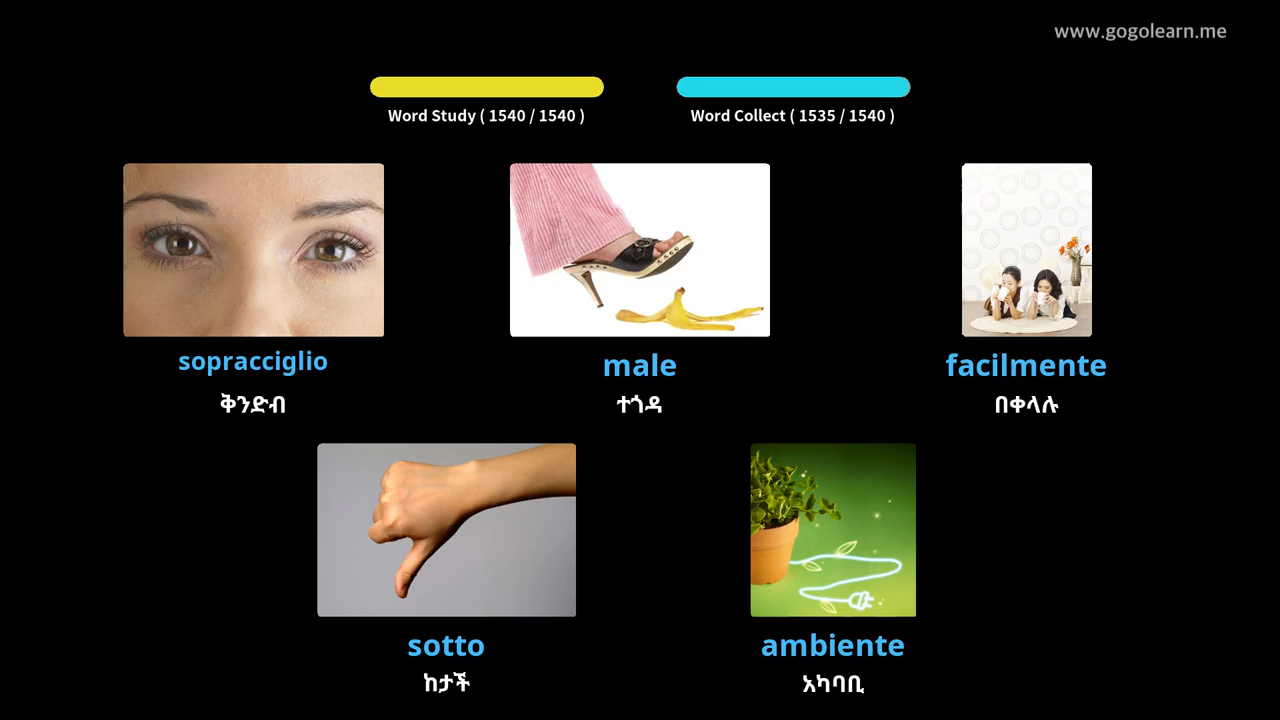 www.gogolearn.me
Word Study ( 1540 / 1540 )
Word Collect ( 1535 / 1540 )
sopracciglio
ቅንድብ
male
ተጎዳ
facilmente
በቀላሉ
sotto
ከታች
ambiente
አካባቢ